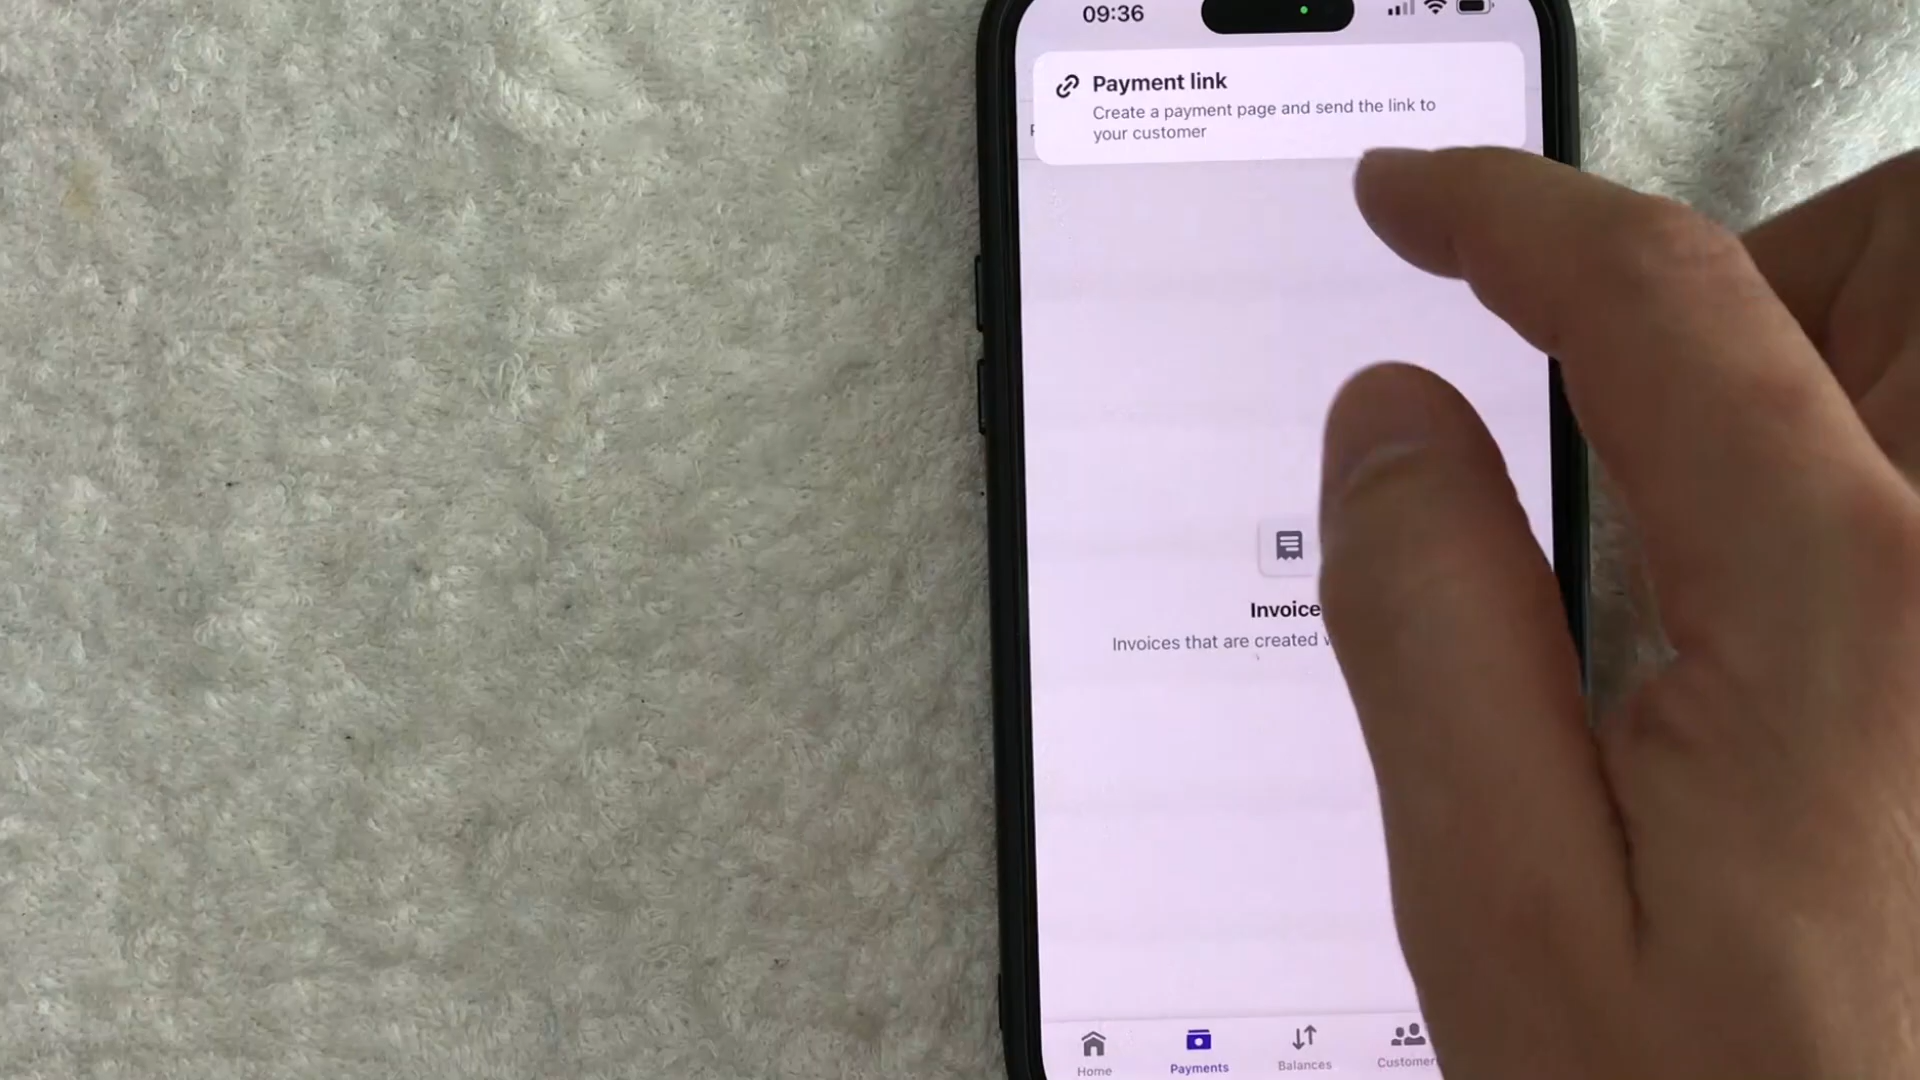 09:36
Payment link
Create a payment page and send the link to
your customer
Invoice
Invoices that are created
Home
Payments
Balances
Customer